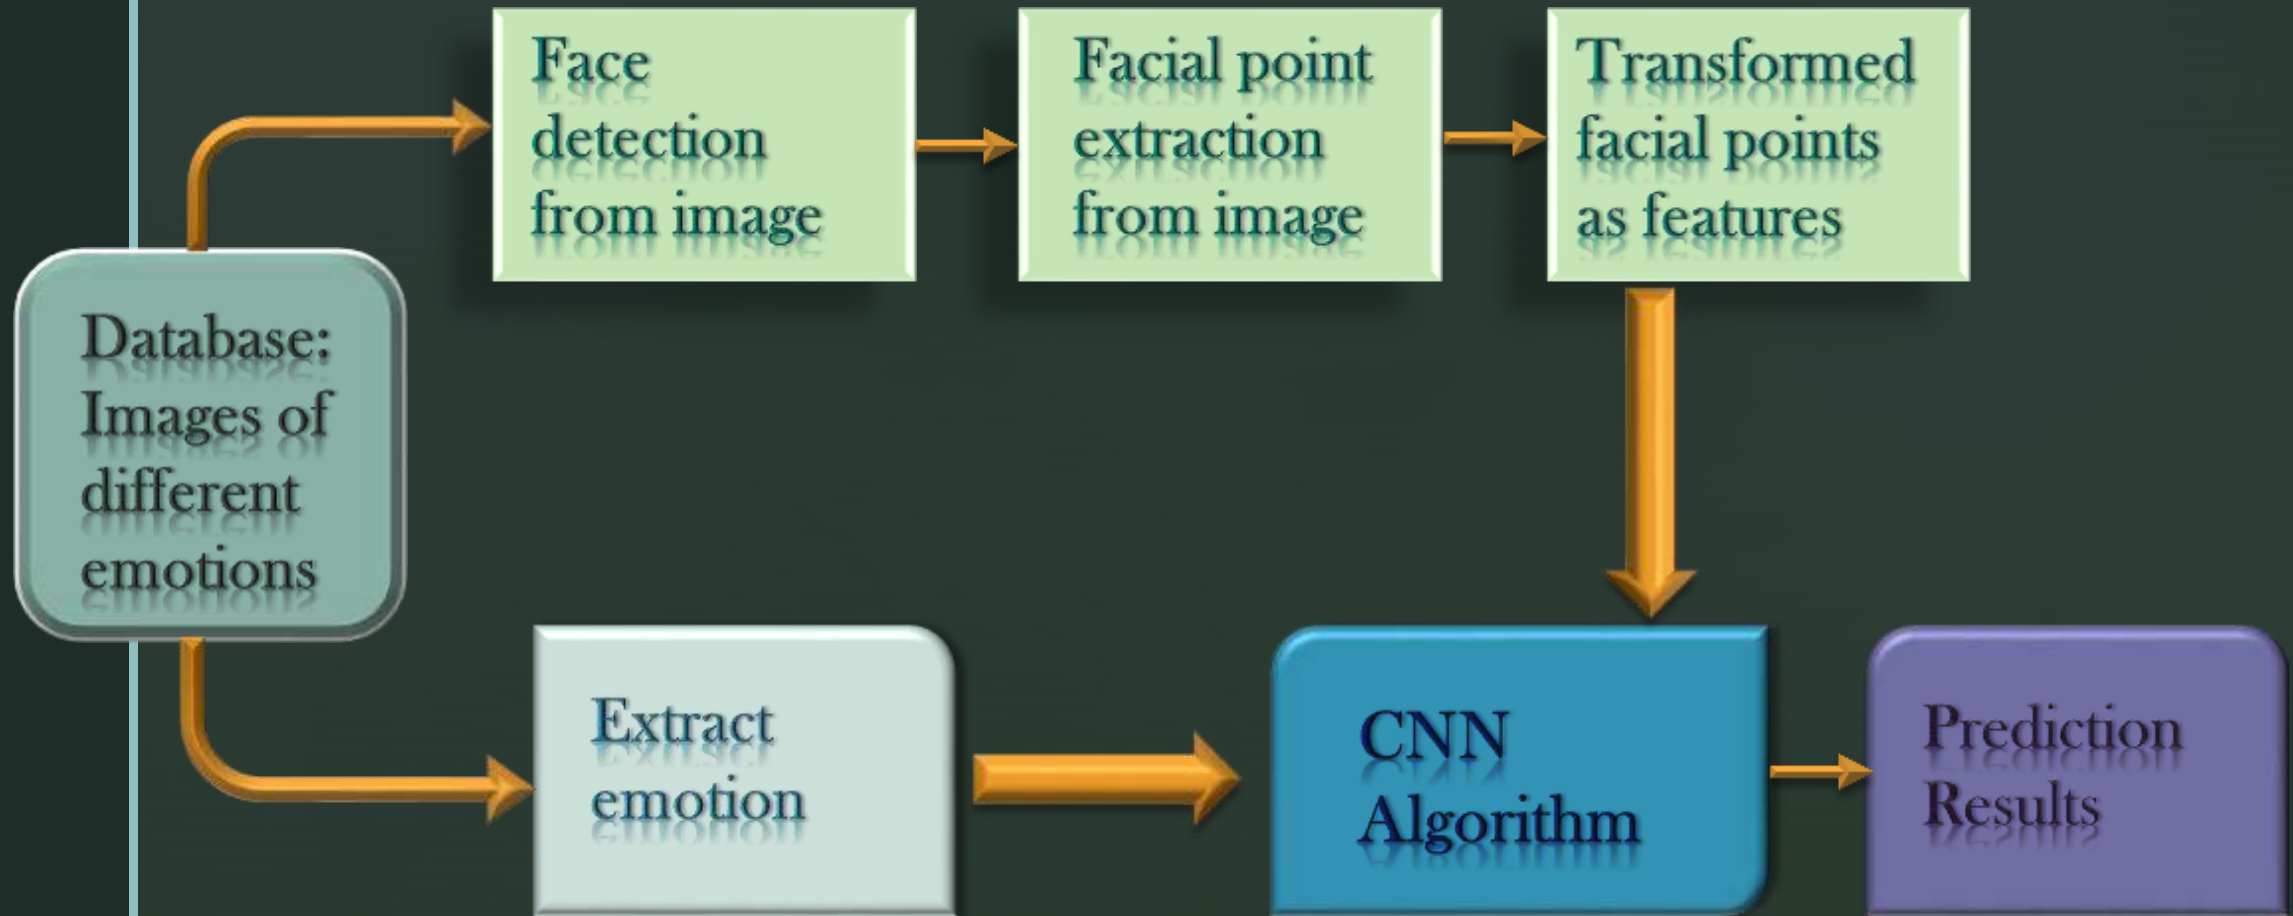 Database:
Images of
different
emotions
Face
detection
from image
Facial point
extraction
from image
Transformed
facial points
as features
Extract
emotion
CNN
Algorithm
Prediction
Results